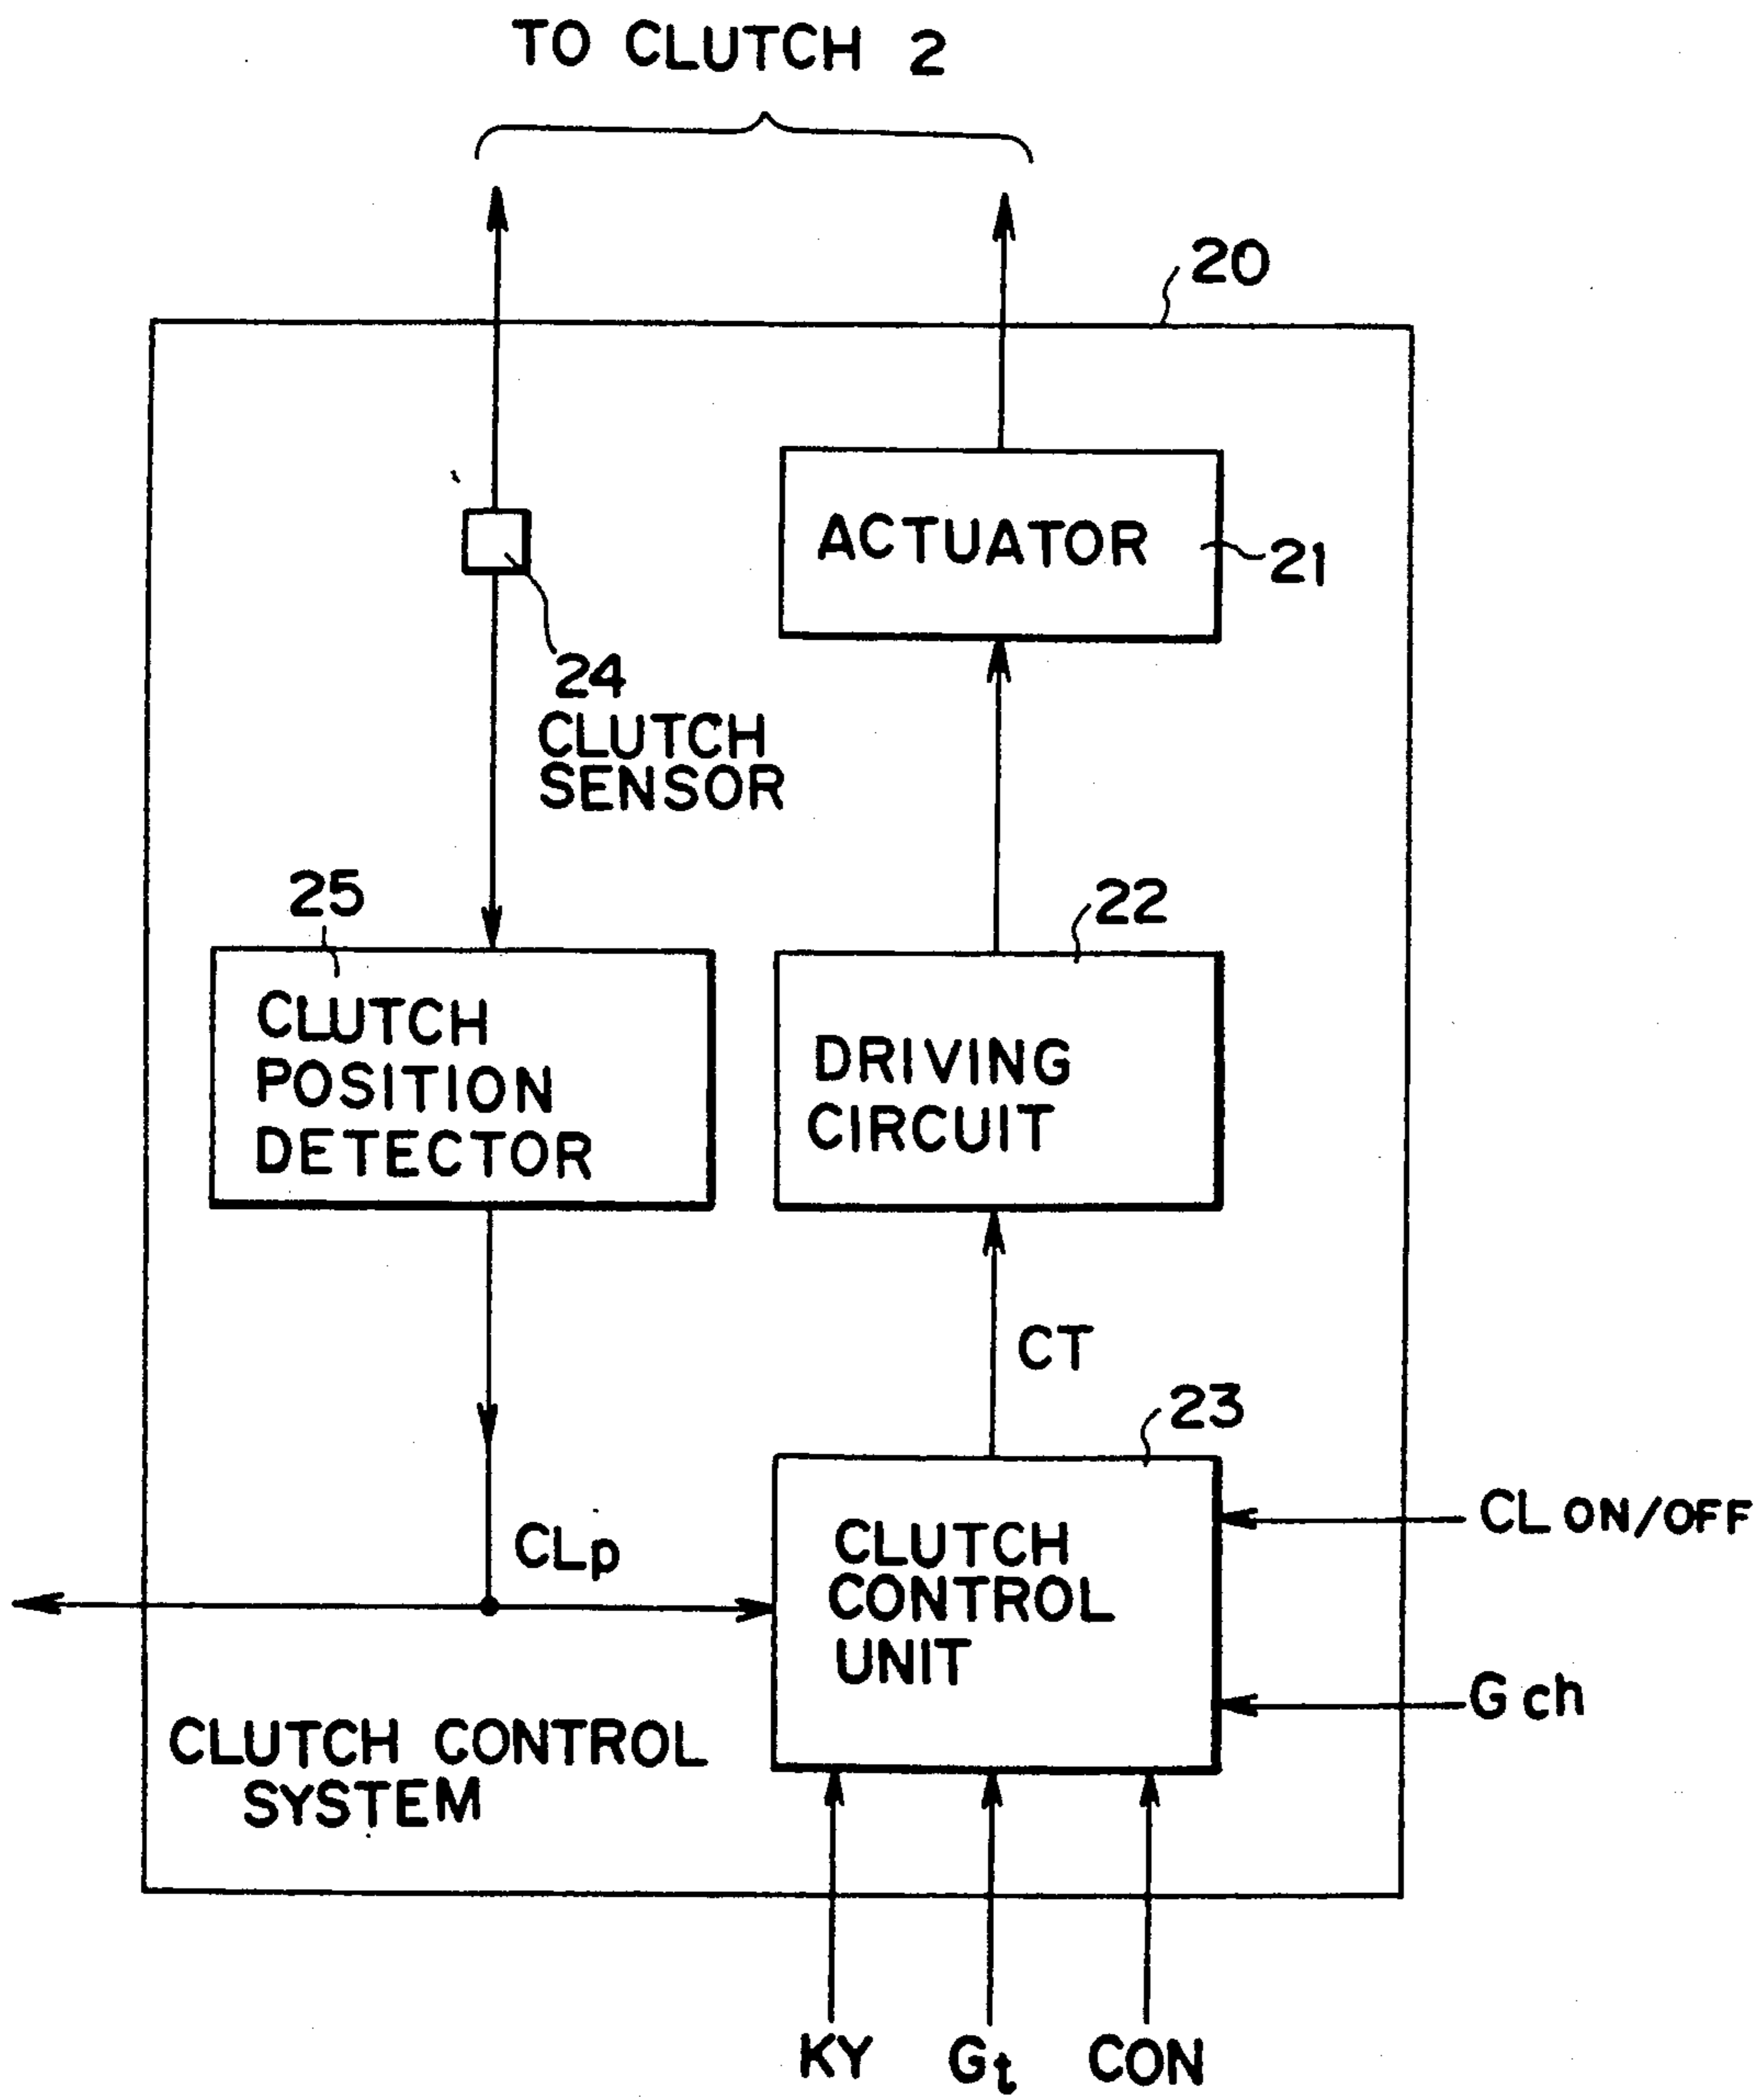 TO CLUTCH 2
20
ACTUATOR
21
24
CLUTCH
SENSOR
25
22
CLUTCH
POSITION
DETECTOR
DRIVING
CIRCUIT
CT
23
CL ON/OFF
CLUTCH
CONTROL
UNIT
CLp
G ch
CLUTCH CONTROL
SYSTEM
KY
Gt
CON